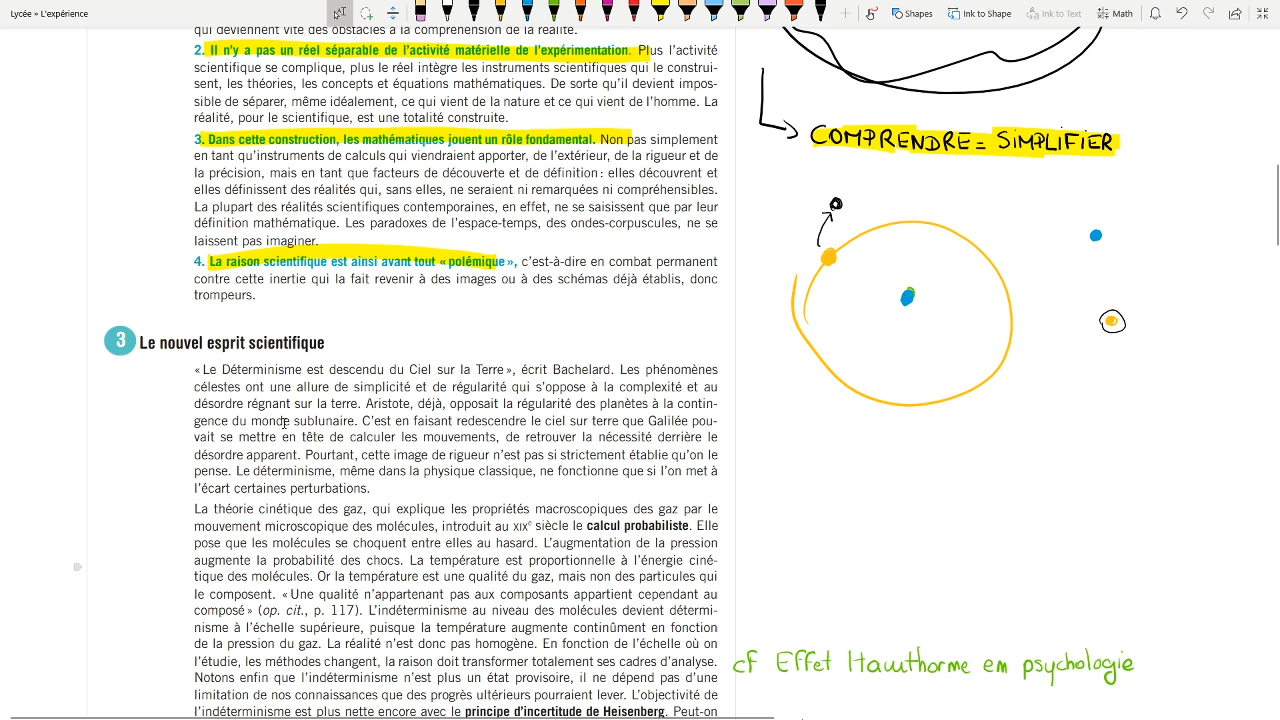 Lycée » L'expérience
Shapes
Ink to Shape
Ink to Text
Math
qui deviennent vite des obstacles à la compréhension de la réalité.
2. Il n'y a pas un réel séparable de l'activité matérielle de l'expérimentation. Plus l'activité
scientifique se complique, plus le réel intègre les instruments scientifiques qui le construi-
sent, les théories, les concepts et équations mathématiques. De sorte qu'il devient impos-
sible de séparer, même idéalement, ce qui vient de la nature et ce qui vient de l'homme. La
réalité, pour le scientifique, est une totalité construite.
3. Dans cette construction, les mathématiques jouent un rôle fondamental. Non pas simplement
en tant qu'instruments de calculs qui viendraient apporter, de l'extérieur, de la rigueur et de
la précision, mais en tant que facteurs de découverte et de définition : elles découvrent et
elles définissent des réalités qui, sans elles, ne seraient ni remarquées ni compréhensibles.
La plupart des réalités scientifiques contemporaines, en effet, ne se saisissent que par leur
définition mathématique. Les paradoxes de l'espace-temps, des ondes-corpuscules, ne se
laissent pas imaginer.
4. La raison scientifique est ainsi avant tout « polémique », c'est-à-dire en combat permanent
contre cette inertie qui la fait revenir à des images ou à des schémas déjà établis, donc
trompeurs.
3 Le nouvel esprit scientifique
« Le Déterminisme est descendu du Ciel sur la Terre », écrit Bachelard. Les phénomènes
célestes ont une allure de simplicité et de régularité qui s'oppose à la complexité et au
désordre régnant sur la terre. Aristote, déjà, opposait la régularité des planètes à la contin-
gence du monde sublunaire. C'est en faisant redescendre le ciel sur terre que Galilée pou-
vait se mettre en tête de calculer les mouvements, de retrouver la nécessité derrière le
désordre apparent. Pourtant, cette image de rigueur n'est pas si strictement établie qu'on le
pense. Le déterminisme, même dans la physique classique, ne fonctionne que si l'on met à
l'écart certaines perturbations.
La théorie cinétique des gaz, qui explique les propriétés macroscopiques des gaz par le
mouvement microscopique des molécules, introduit au XIXe siècle le calcul probabiliste. Elle
pose que les molécules se choquent entre elles au hasard. L'augmentation de la pression
augmente la probabilité des chocs. La température est proportionnelle à l'énergie ciné-
tique des molécules. Or la température est une qualité du gaz, mais non des particules qui
le composent. « Une qualité n'appartenant pas aux composants appartient cependant au
composé » (op. cit., p. 117). L'indéterminisme au niveau des molécules devient détermi-
nisme à l'échelle supérieure, puisque la température augmente continûment en fonction
de la pression du gaz. La réalité n'est donc pas homogène. En fonction de l'échelle où on
l'étudie, les méthodes changent, la raison doit transformer totalement ses cadres d'analyse.
Notons enfin que l'indéterminisme n'est plus un état provisoire, il ne dépend pas d'une
limitation de nos connaissances que des progrès ultérieurs pourraient lever. L'objectivité de
l'indéterminisme est plus nette encore avec le principe d'incertitude de Heisenberg. Peut-on
COMPRENDRE = SIMPLIFIER
cf Effet Hawthorme em psychologie